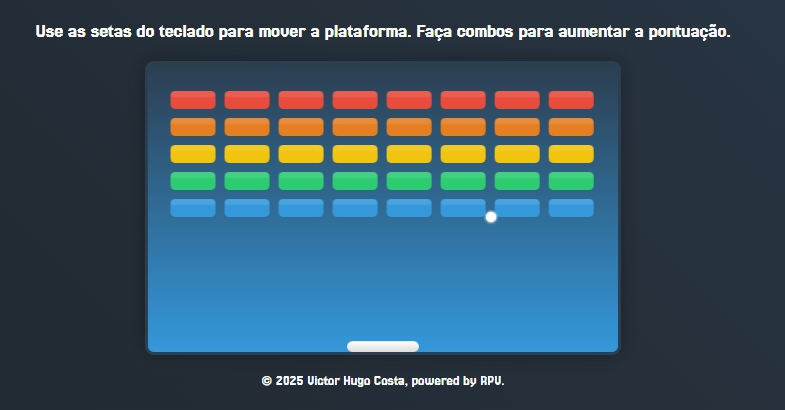 Use as setas do teclado para mover a plataforma. Faça combos para aumentar a pontuação.
© 2025 Victor Hugo Costa, powered by RPV.